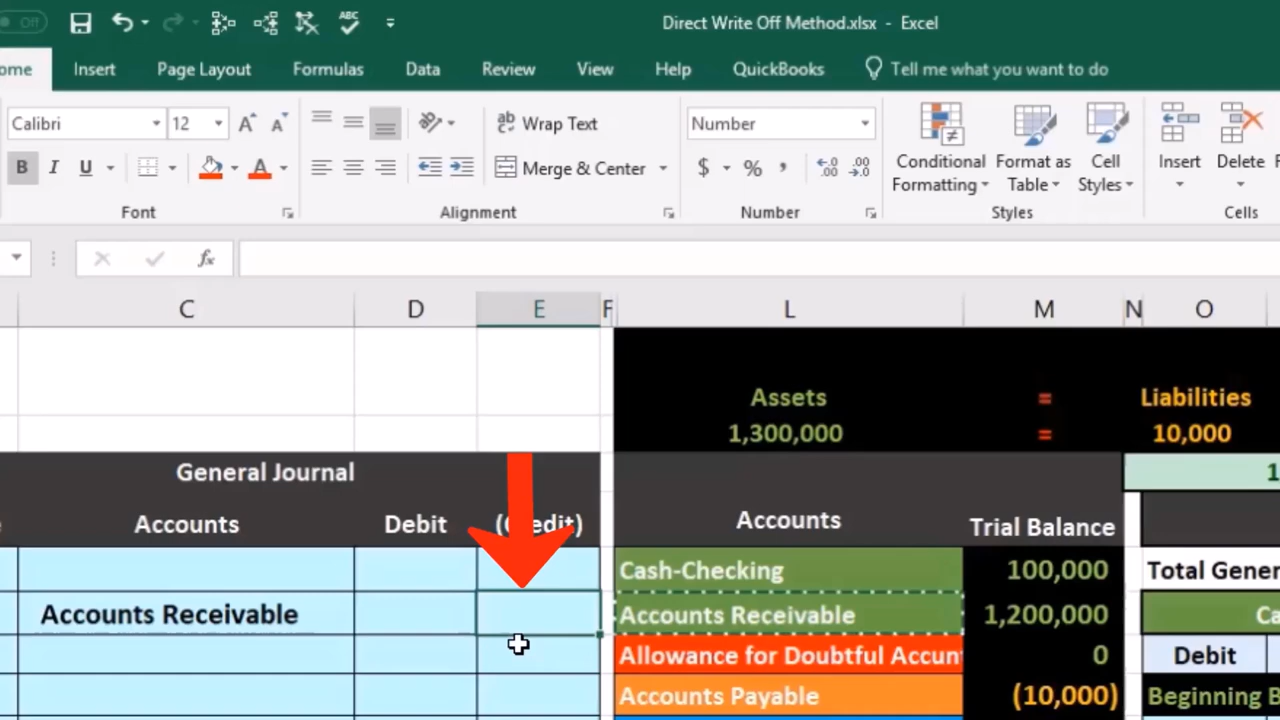 Off
ABC
Direct Write Off Method.xlsx - Excel
ome
Insert
Page Layout
Formulas
Data
Review
View
Help
QuickBooks
Tell me what you want to do
Calibri
12
A A
ab Wrap Text
Number
B I U
A
Merge & Center
$ % ,
Conditional Formatting
Format as Table
Cell Styles
Insert
Delete
Font
Alignment
Number
Styles
Cells
fx
C D E F L M N O
Assets = Liabilities
1,300,000 = 10,000
General Journal
Accounts Debit (Credit)
Accounts Trial Balance
Cash-Checking 100,000 Total Gener
Accounts Receivable
Accounts Receivable 1,200,000 Ca
Allowance for Doubtful Accun 0 Debit
Accounts Payable (10,000) Beginning B